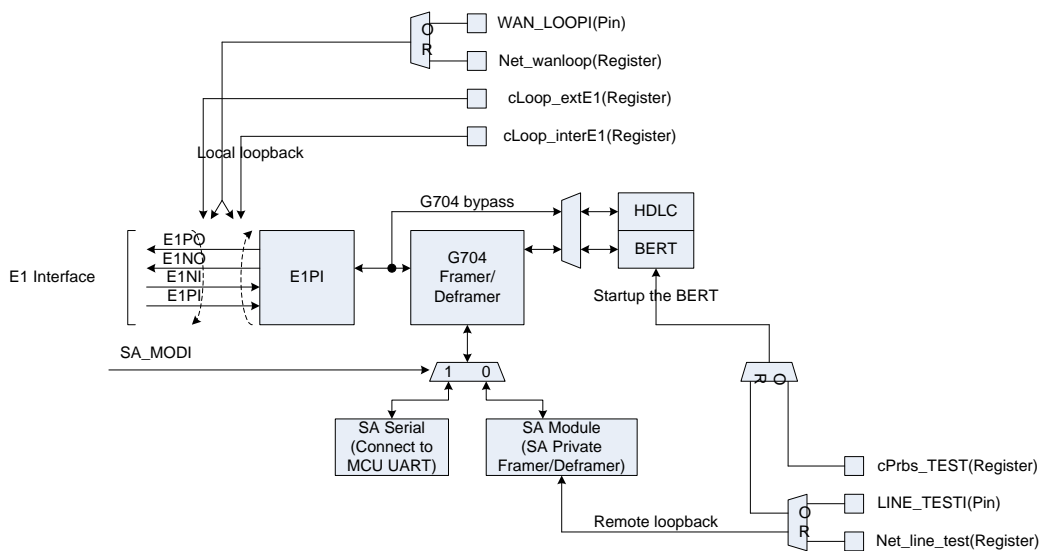 WAN_LOOPI(Pin)
O
R
Net_wanloop(Register)
cLoop_extE1(Register)
cLoop_interE1(Register)
Local loopback
G704 bypass
HDLC
BERT
E1 Interface
E1PO
E1NO
E1NI
E1PI
E1PI
G704
Framer/
Deframer
Startup the BERT
SA_MODI
1 0
O
R
SA Serial
(Connect to
MCU UART)
SA Module
(SA Private
Framer/Deframer)
cPrbs_TEST(Register)
LINE_TESTI(Pin)
O
R
Remote loopback
Net_line_test(Register)